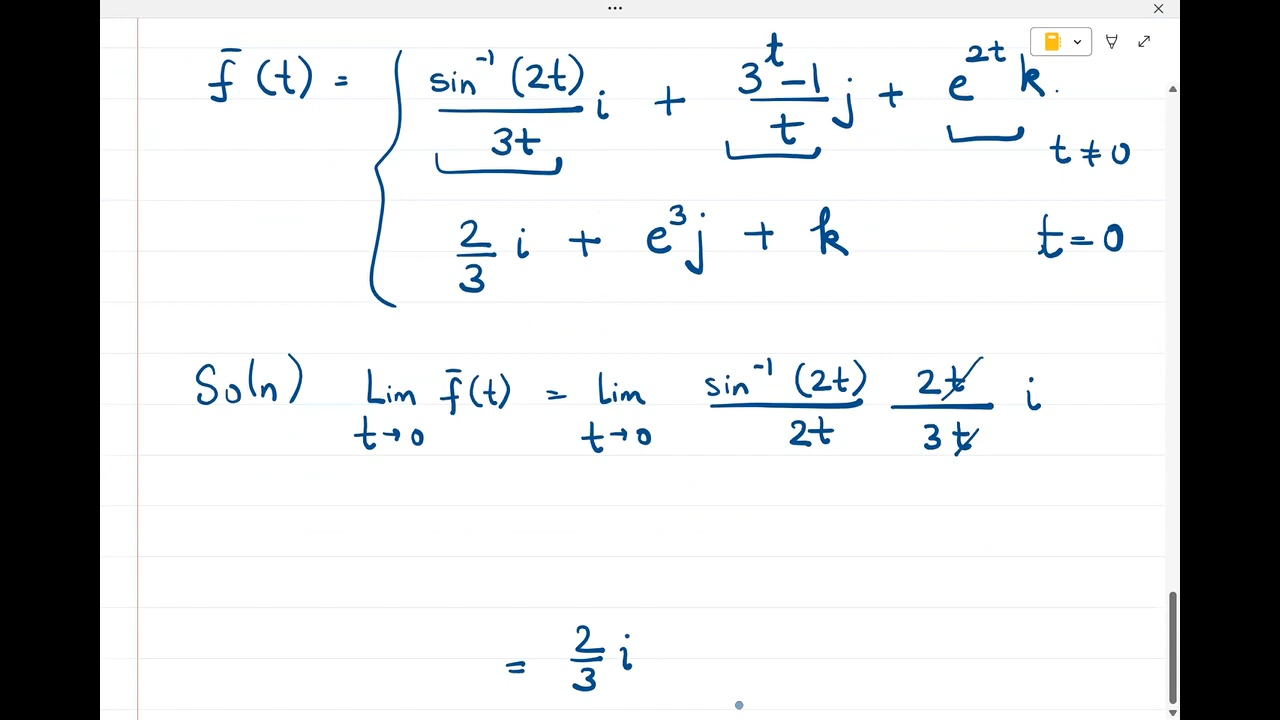 f̄ (t) = { sin⁻¹(2t)/3t i + (3ᵗ−1)/t j + e²ᵗ k. t ≠ 0
2/3 i + e³ j + k t = 0
Soln) Lim t→0 f̄(t) = lim t→0 sin⁻¹(2t)/2t 2t/3t i
= 2/3 i